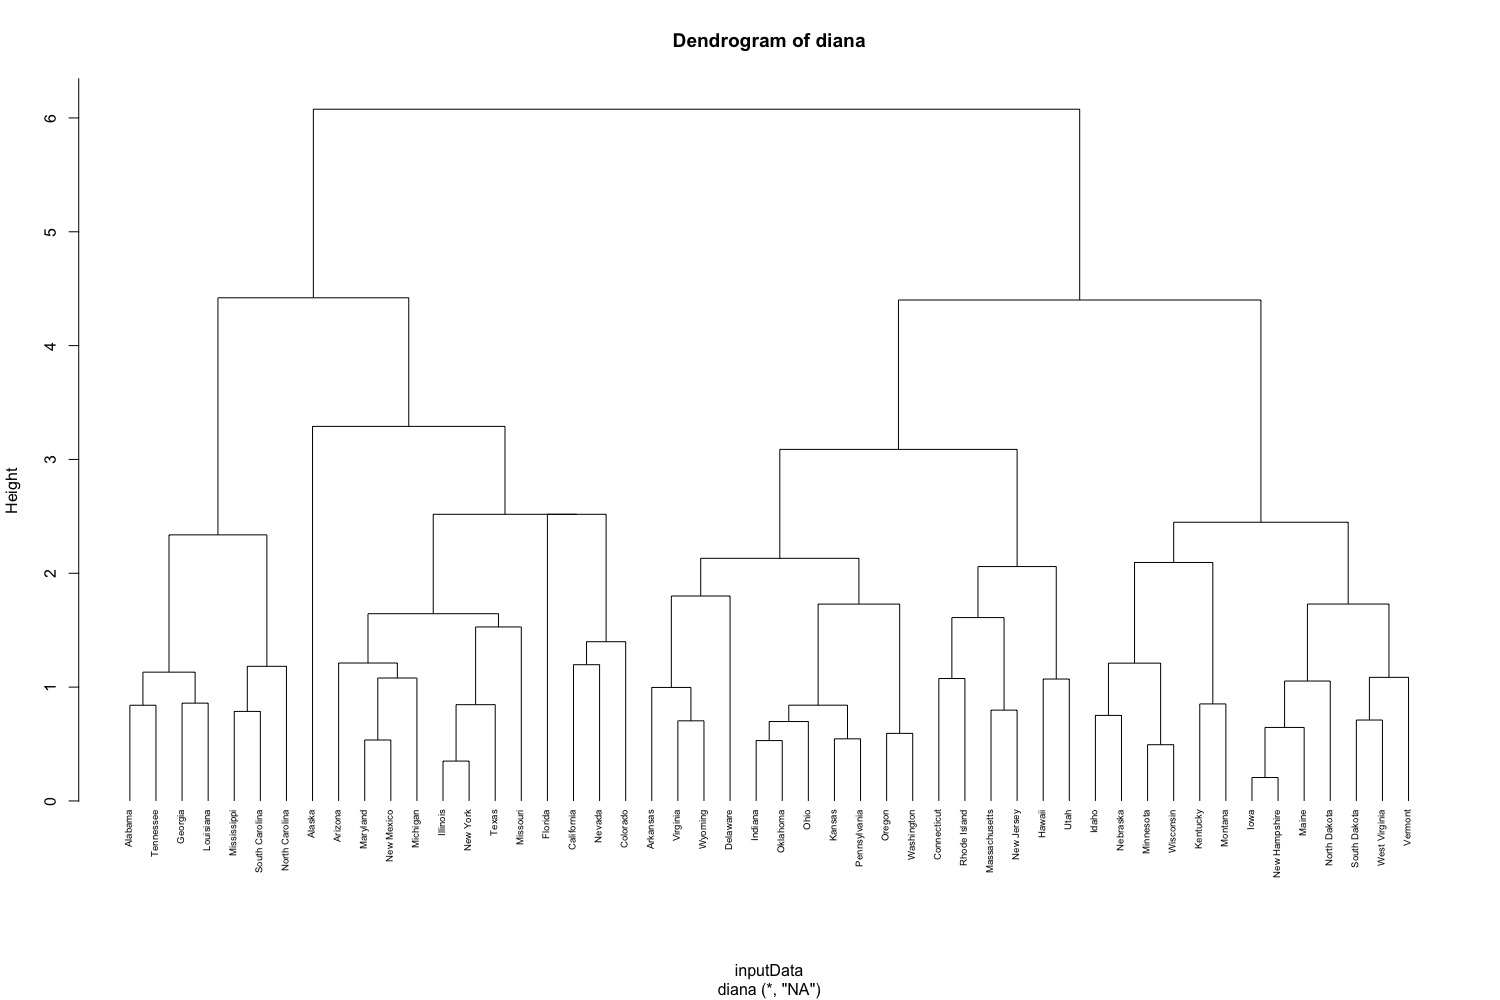 Dendrogram of diana
Height
6
5
4
3
2
1
0
Alabama
Tennessee
Georgia
Louisiana
Mississippi
South Carolina
North Carolina
Alaska
Arizona
Maryland
New Mexico
Michigan
Illinois
New York
Texas
Missouri
Florida
California
Nevada
Colorado
Arkansas
Virginia
Wyoming
Delaware
Indiana
Oklahoma
Ohio
Kansas
Pennsylvania
Oregon
Washington
Connecticut
Rhode Island
Massachusetts
New Jersey
Hawaii
Utah
Idaho
Nebraska
Minnesota
Wisconsin
Kentucky
Montana
Iowa
New Hampshire
Maine
North Dakota
South Dakota
West Virginia
Vermont
inputData
diana (*, "NA")